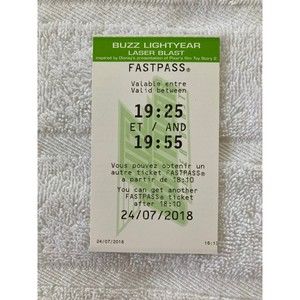 BUZZ LIGHTYEAR
LASER BLAST
Inspired by Disney's presentation of Pixar's film Toy Story 2
FASTPASS®
Valable entre
Valid between
19:25
ET / AND
19:55
Vous pouvez obtenir un
autre ticket FASTPASS®
a partir de 18:10
You can get another
FASTPASS® ticket
after 18:10
24/07/2018
24/07/2018